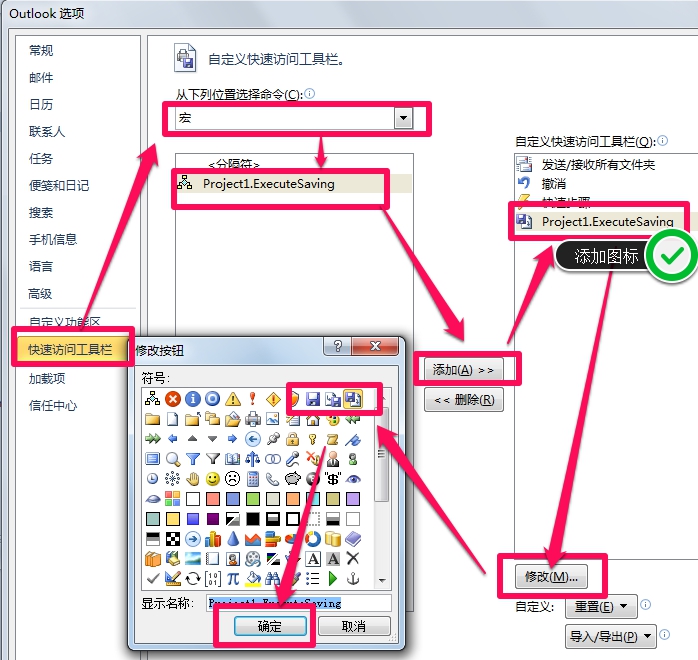 Outlook 选项
常规
邮件
日历
联系人
任务
便笺和日记
搜索
手机信息
语言
高级
自定义功能区
快速访问工具栏
加载项
信任中心
自定义快速访问工具栏。
从下列位置选择命令(C):
宏
<分隔符>
Project1.ExecuteSaving
添加(A) >>
<< 删除(R)
自定义快速访问工具栏(Q):
发送/接收所有文件夹
撤消
快速步骤
Project1.ExecuteSaving
添加图标
修改(M)...
自定义:
重置(E)
导入/导出(P)
修改按钮
符号:
显示名称:
Project1.ExecuteSaving
确定
取消